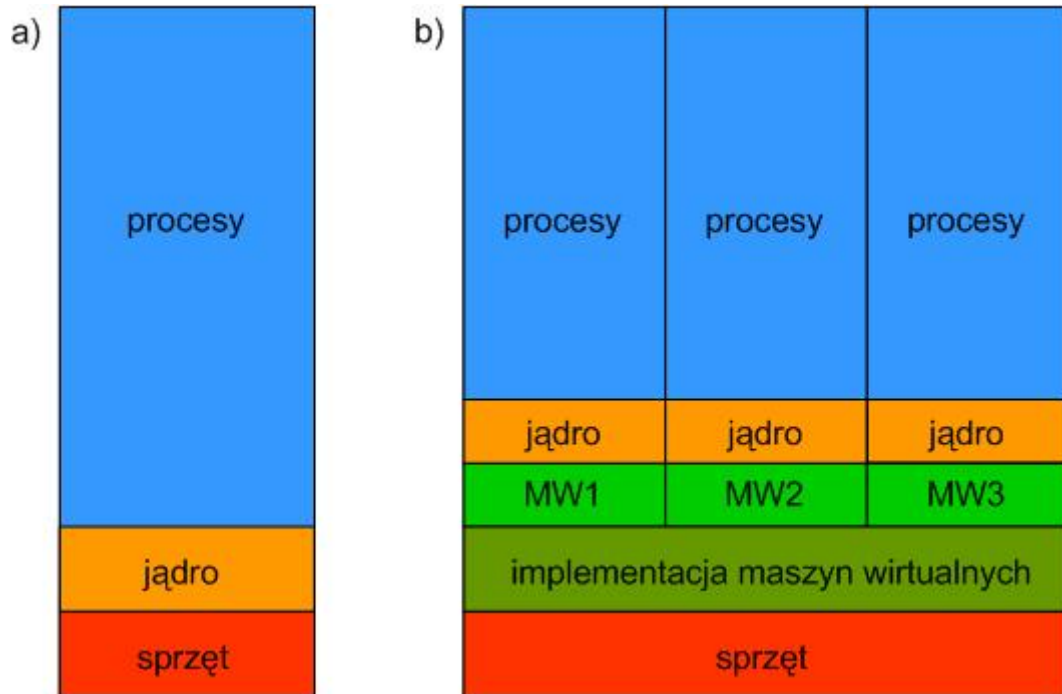 a)
procesy
jądro
sprzęt
b)
procesy procesy procesy
jądro jądro jądro
MW1 MW2 MW3
implementacja maszyn wirtualnych
sprzęt